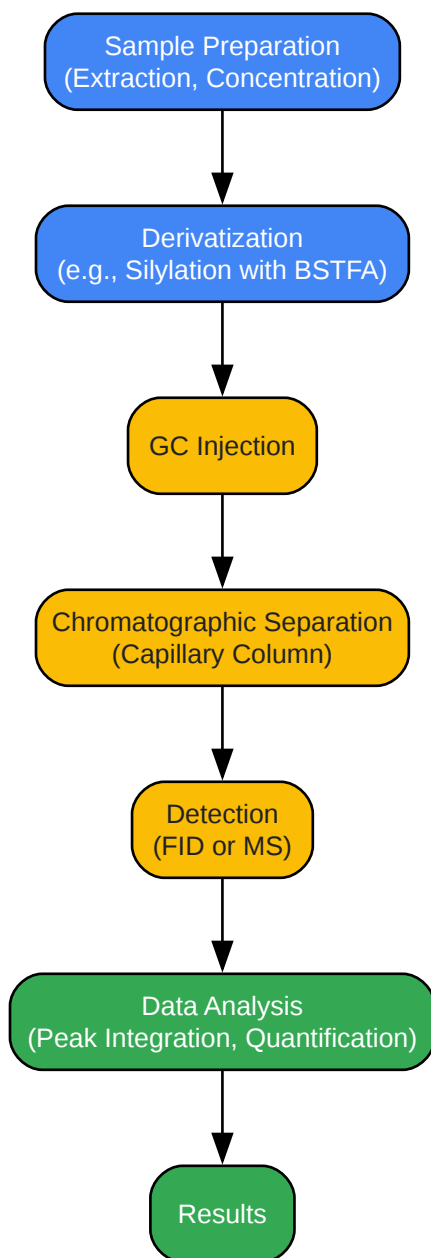 Sample Preparation
(Extraction, Concentration)
Derivatization
(e.g., Silylation with BSTFA)
GC Injection
Chromatographic Separation
(Capillary Column)
Detection
(FID or MS)
Data Analysis
(Peak Integration, Quantification)
Results